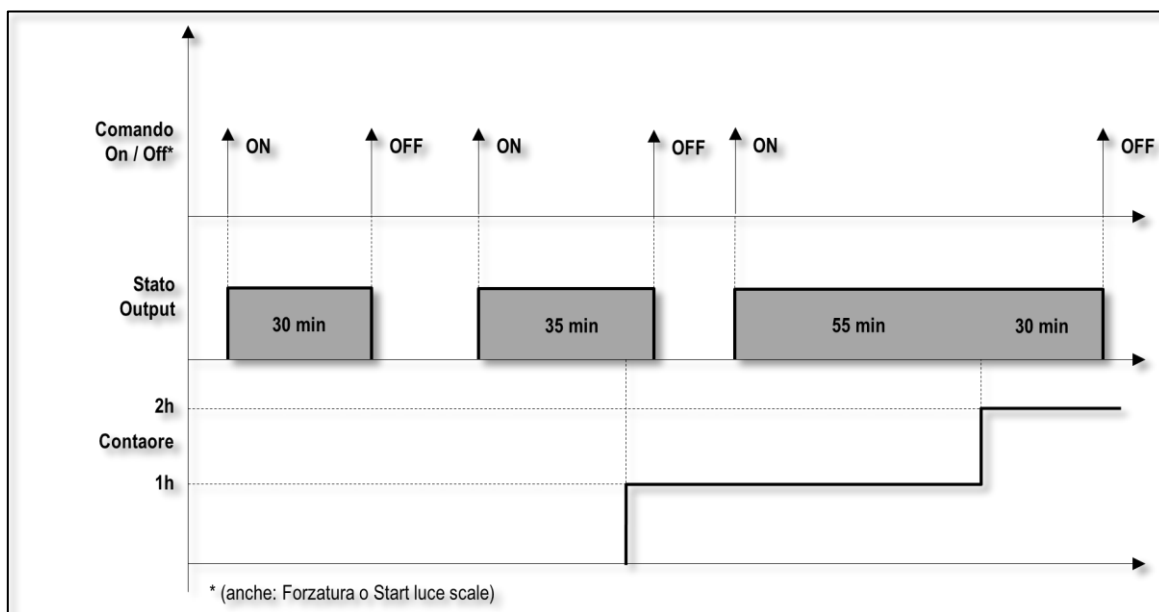 Comando
On / Off*
ON
OFF
ON
OFF
ON
OFF
Stato
Output
30 min
35 min
55 min
30 min
2h
Contaore
1h
* (anche: Forzatura o Start luce scale)